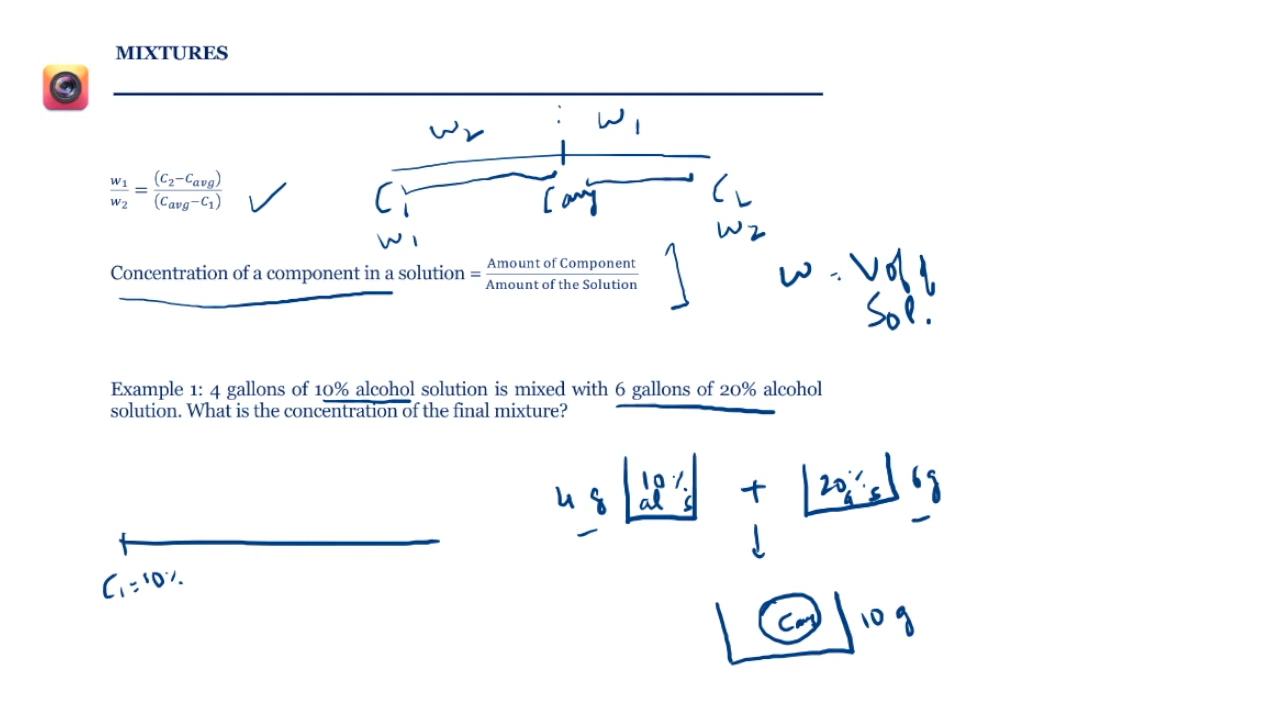 MIXTURES
w2 : w1
w1/w2 = (C2−Cavg)/(Cavg−C1)
C1 Cavg C2
w1 w2
Concentration of a component in a solution = Amount of Component/Amount of the Solution
w = Vol of
Sol.
Example 1: 4 gallons of 10% alcohol solution is mixed with 6 gallons of 20% alcohol
solution. What is the concentration of the final mixture?
4 g 10% al s + 20% a s 6g
C1=10%
Cavg 10 g